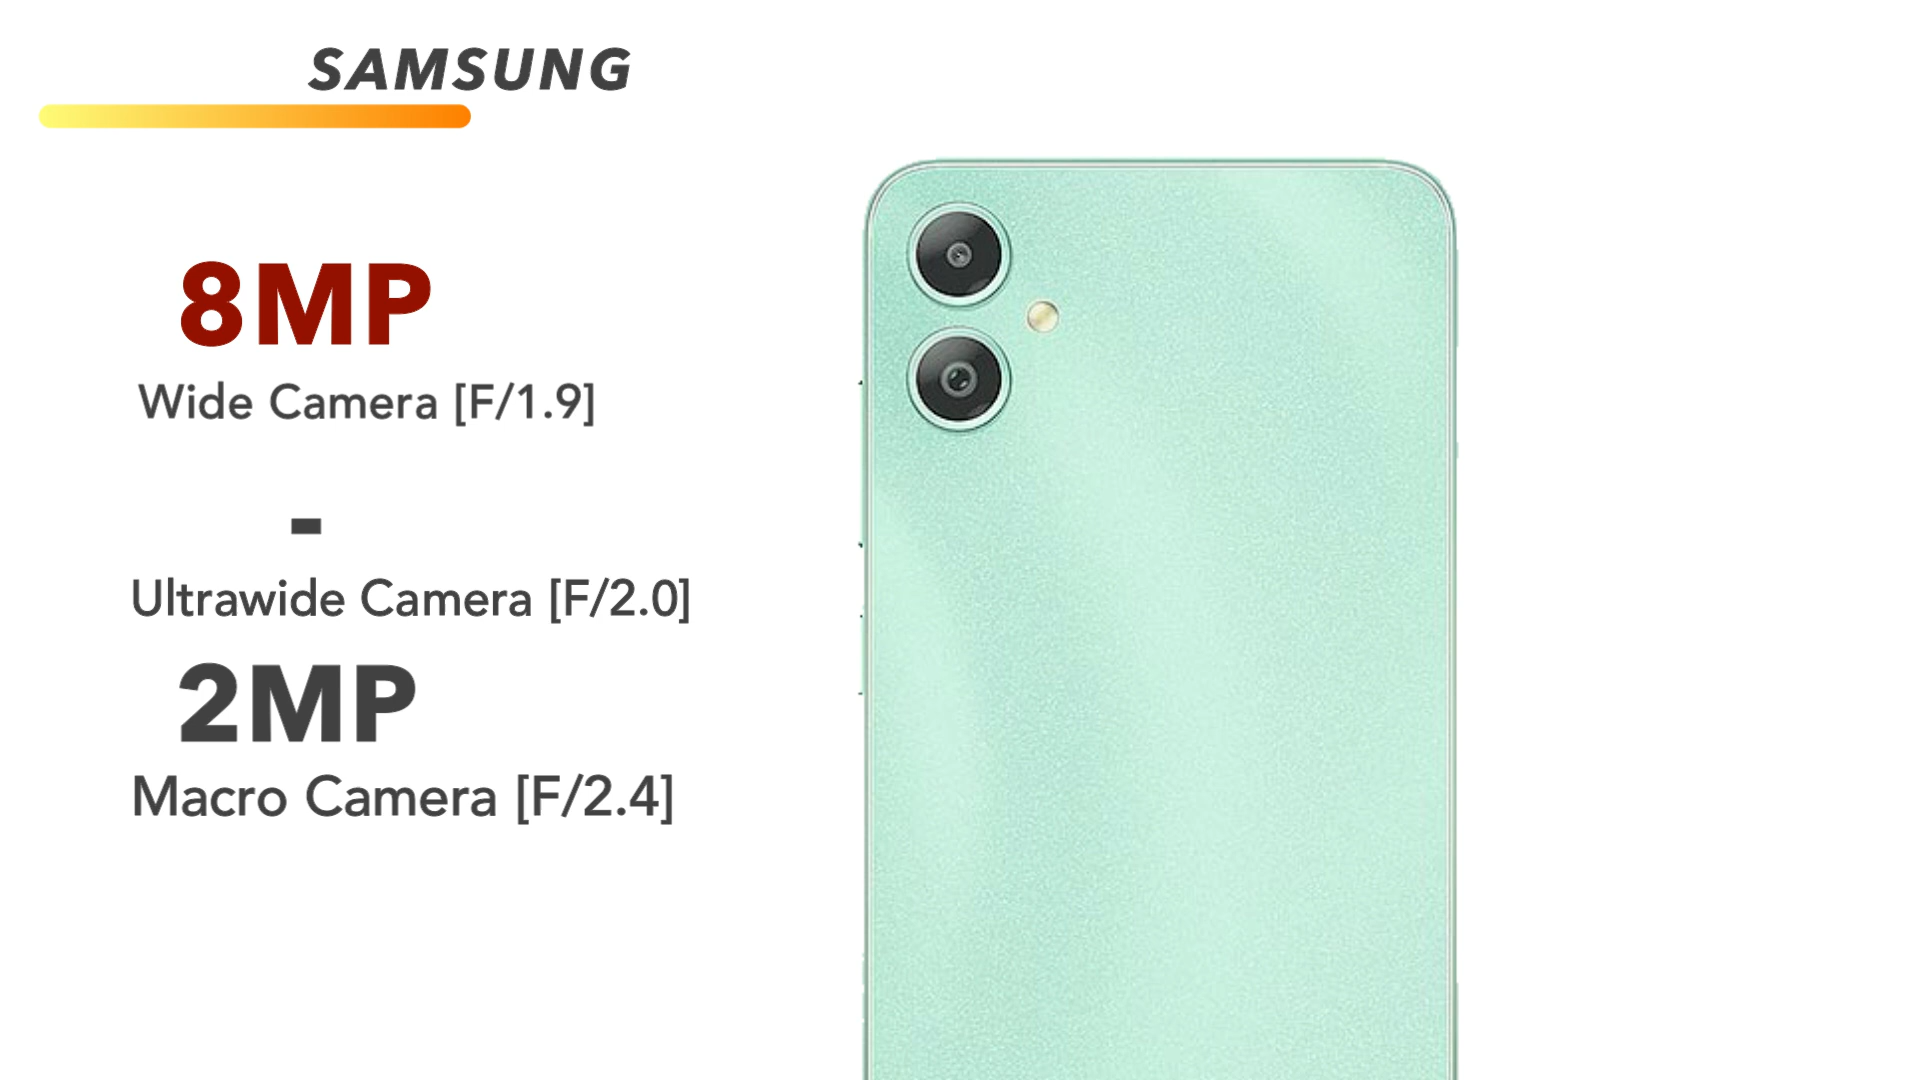 SAMSUNG
8MP
Wide Camera [F/1.9]
-
Ultrawide Camera [F/2.0]
2MP
Macro Camera [F/2.4]